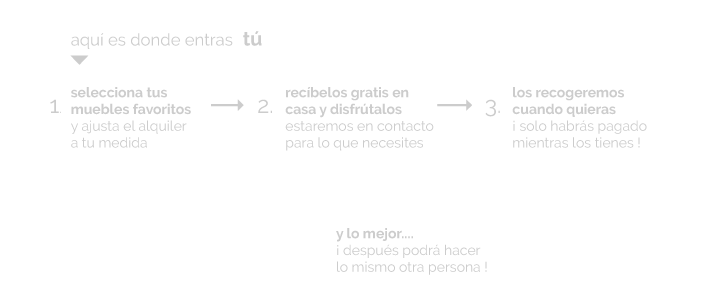 aqui es donde entras tú
1 selecciona tus
muebles favoritos
y ajusta el alquiler
a tu medida
2. recíbelos gratis en
casa y disfrútalos
estaremos en contacto
para lo que necesites
3. los recogeremos
cuando quieras
¡ solo habrás pagado
mientras los tienes !
y lo mejor....
¡ después podrá hacer
lo mismo otra persona !